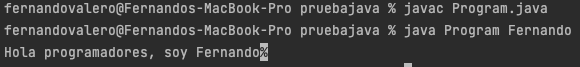 fernandovalero@Fernandos-MacBook-Pro pruebajava % javac Program.java
fernandovalero@Fernandos-MacBook-Pro pruebajava % java Program Fernando
Hola programadores, soy Fernando%